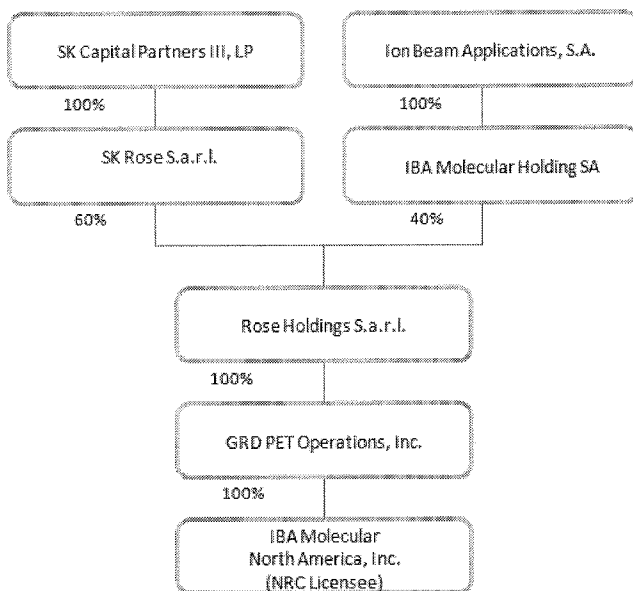 SK Capital Partners III, LP
Ion Beam Applications, S.A.
100%
100%
SK Rose S.a.r.l.
IBA Molecular Holding SA
60%
40%
Rose Holdings S.a.r.l.
100%
GRD PET Operations, Inc.
100%
IBA Molecular
North America, Inc.
(NRC Licensee)